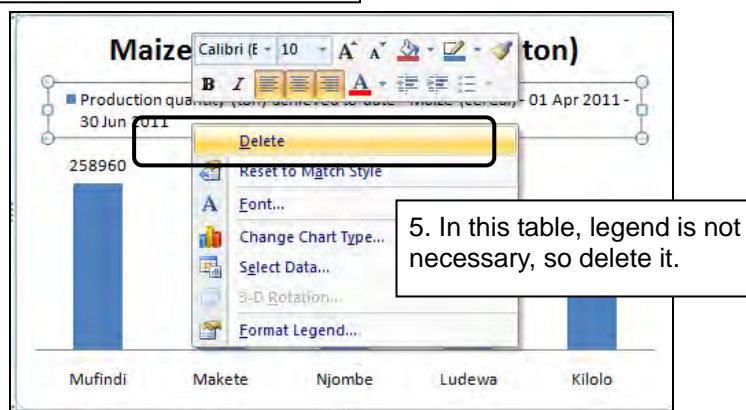 Maize ton)
Calibri (E 10 A A
B I A
Production quantity (ton) achieved to date - Maize (cereal) - 01 Apr 2011 -
30 Jun 2011
Delete
258960
Reset to Match Style
Font...
Change Chart Type...
5. In this table, legend is not
necessary, so delete it.
Select Data...
3-D Rotation...
Format Legend...
Mufindi Makete Njombe Ludewa Kilolo